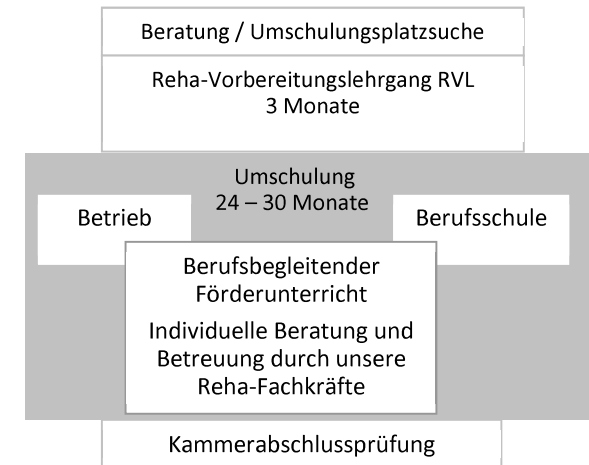 Beratung / Umschulungsplatzsuche
Reha-Vorbereitungslehrgang RVL
3 Monate
Umschulung
24 – 30 Monate
Betrieb
Berufsschule
Berufsbegleitender
Förderunterricht
Individuelle Beratung und
Betreuung durch unsere
Reha-Fachkräfte
Kammerabschlussprüfung